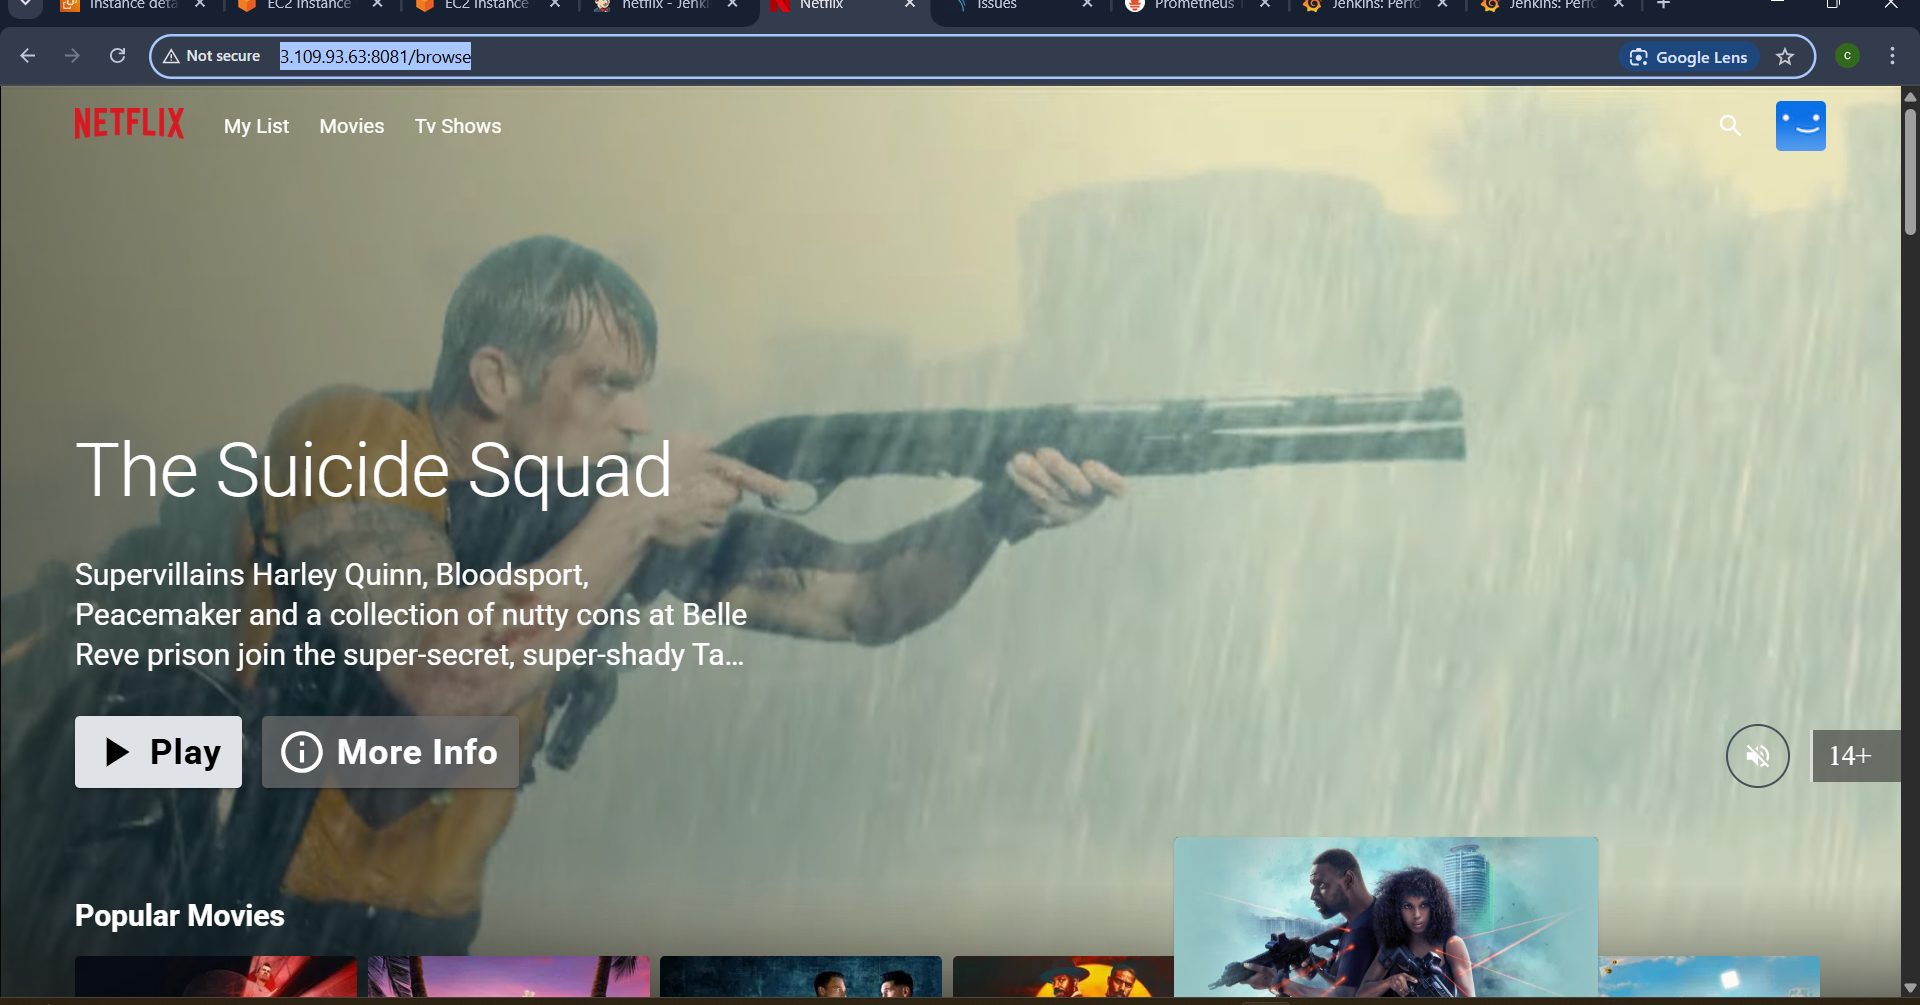 Instance deta
EC2 Instance
EC2 Instance
netflix - Jenki
Netflix
Issues
Prometheus
Jenkins: Perfo
Jenkins: Perfo
Not secure
3.109.93.63:8081/browse
Google Lens
C
NETFLIX
My List
Movies
Tv Shows
The Suicide Squad
Supervillains Harley Quinn, Bloodsport,
Peacemaker and a collection of nutty cons at Belle
Reve prison join the super-secret, super-shady Ta...
Play
More Info
14+
Popular Movies